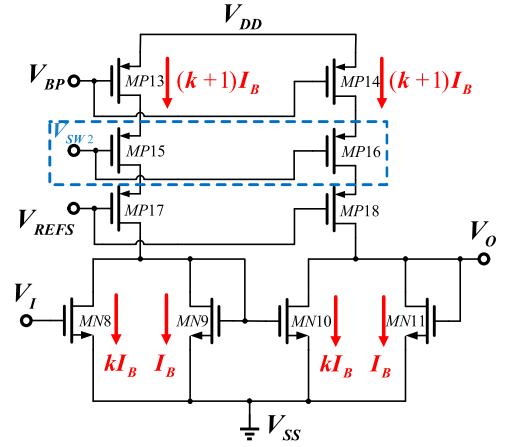 V_DD
V_BP
MP13
(k+1)I_B
MP14
(k+1)I_B
V_SW2
MP15
MP16
V_REFS
MP17
MP18
V_O
V_I
MN8
MN9
MN10
MN11
kI_B
I_B
kI_B
I_B
V_SS